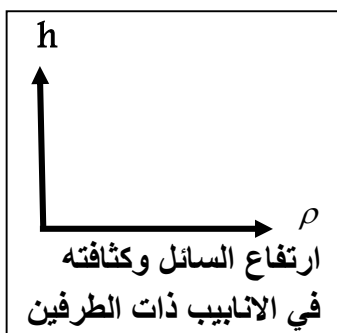 h
ρ
ارتفاع السائل وكثافته
في الانابيب ذات الطرفين